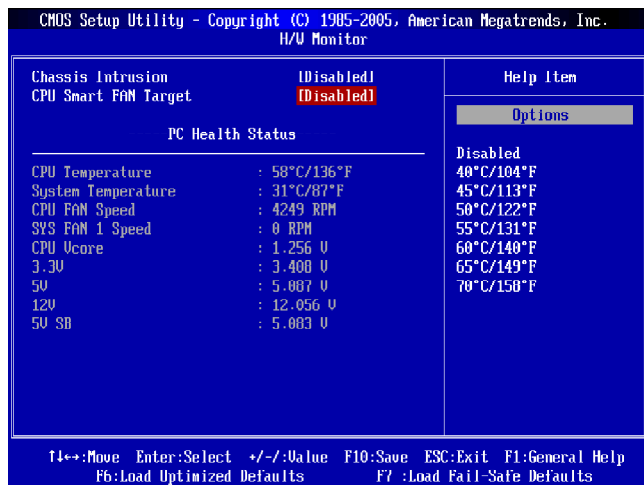 CMOS Setup Utility - Copyright (C) 1985-2005, American Megatrends, Inc.
H/W Monitor
Chassis Intrusion [Disabled]
CPU Smart FAN Target [Disabled]
PC Health Status
CPU Temperature : 58°C/136°F
System Temperature : 31°C/87°F
CPU FAN Speed : 4249 RPM
SYS FAN 1 Speed : 0 RPM
CPU Vcore : 1.256 V
3.3V : 3.408 V
5V : 5.087 V
12V : 12.056 V
5V SB : 5.083 V
Help Item
Options
Disabled
40°C/104°F
45°C/113°F
50°C/122°F
55°C/131°F
60°C/140°F
65°C/149°F
70°C/158°F
↑↓←→:Move Enter:Select +/-/:Value F10:Save ESC:Exit F1:General Help
F6:Load Optimized Defaults F7 :Load Fail-Safe Defaults